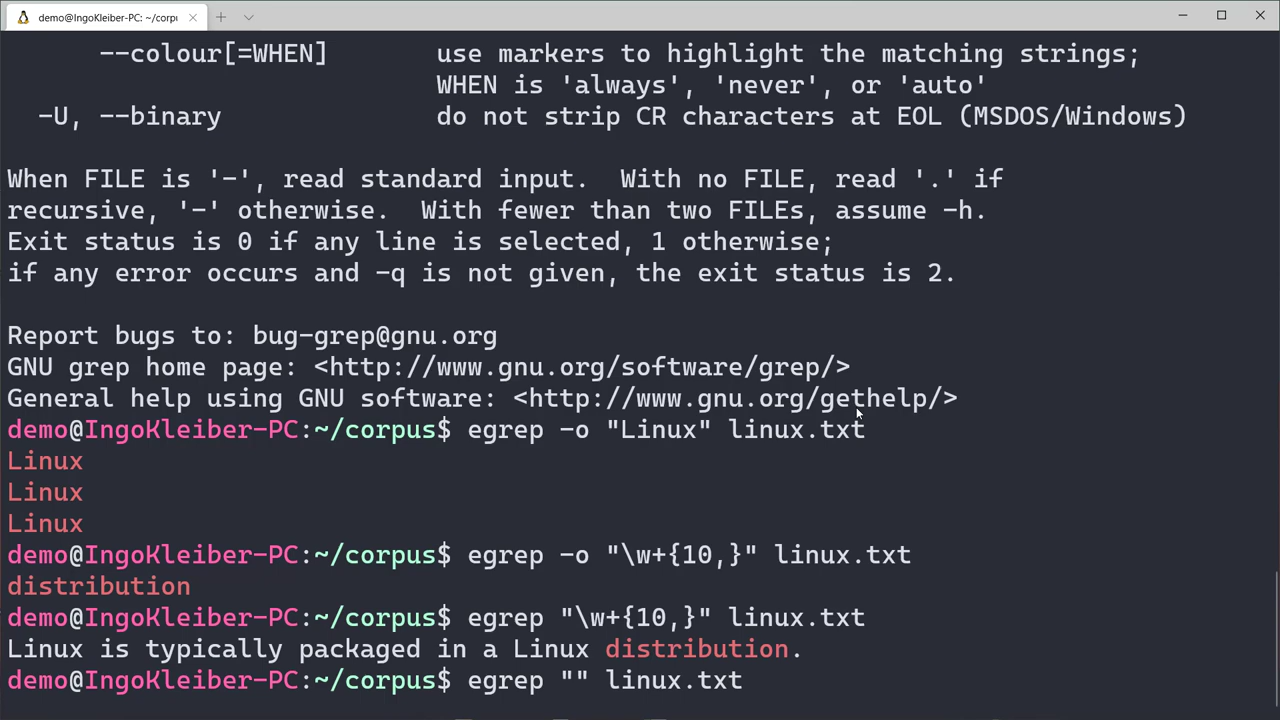 demo@IngoKleiber-PC: ~/corpu
--colour[=WHEN]       use markers to highlight the matching strings;
WHEN is 'always', 'never', or 'auto'
-U, --binary              do not strip CR characters at EOL (MSDOS/Windows)
When FILE is '-', read standard input.  With no FILE, read '.' if
recursive, '-' otherwise.  With fewer than two FILEs, assume -h.
Exit status is 0 if any line is selected, 1 otherwise;
if any error occurs and -q is not given, the exit status is 2.
Report bugs to: bug-grep@gnu.org
GNU grep home page: <http://www.gnu.org/software/grep/>
General help using GNU software: <http://www.gnu.org/gethelp/>
demo@IngoKleiber-PC:~/corpus$ egrep -o "Linux" linux.txt
Linux
Linux
Linux
demo@IngoKleiber-PC:~/corpus$ egrep -o "\w+{10,}" linux.txt
distribution
demo@IngoKleiber-PC:~/corpus$ egrep "\w+{10,}" linux.txt
Linux is typically packaged in a Linux distribution.
demo@IngoKleiber-PC:~/corpus$ egrep "" linux.txt